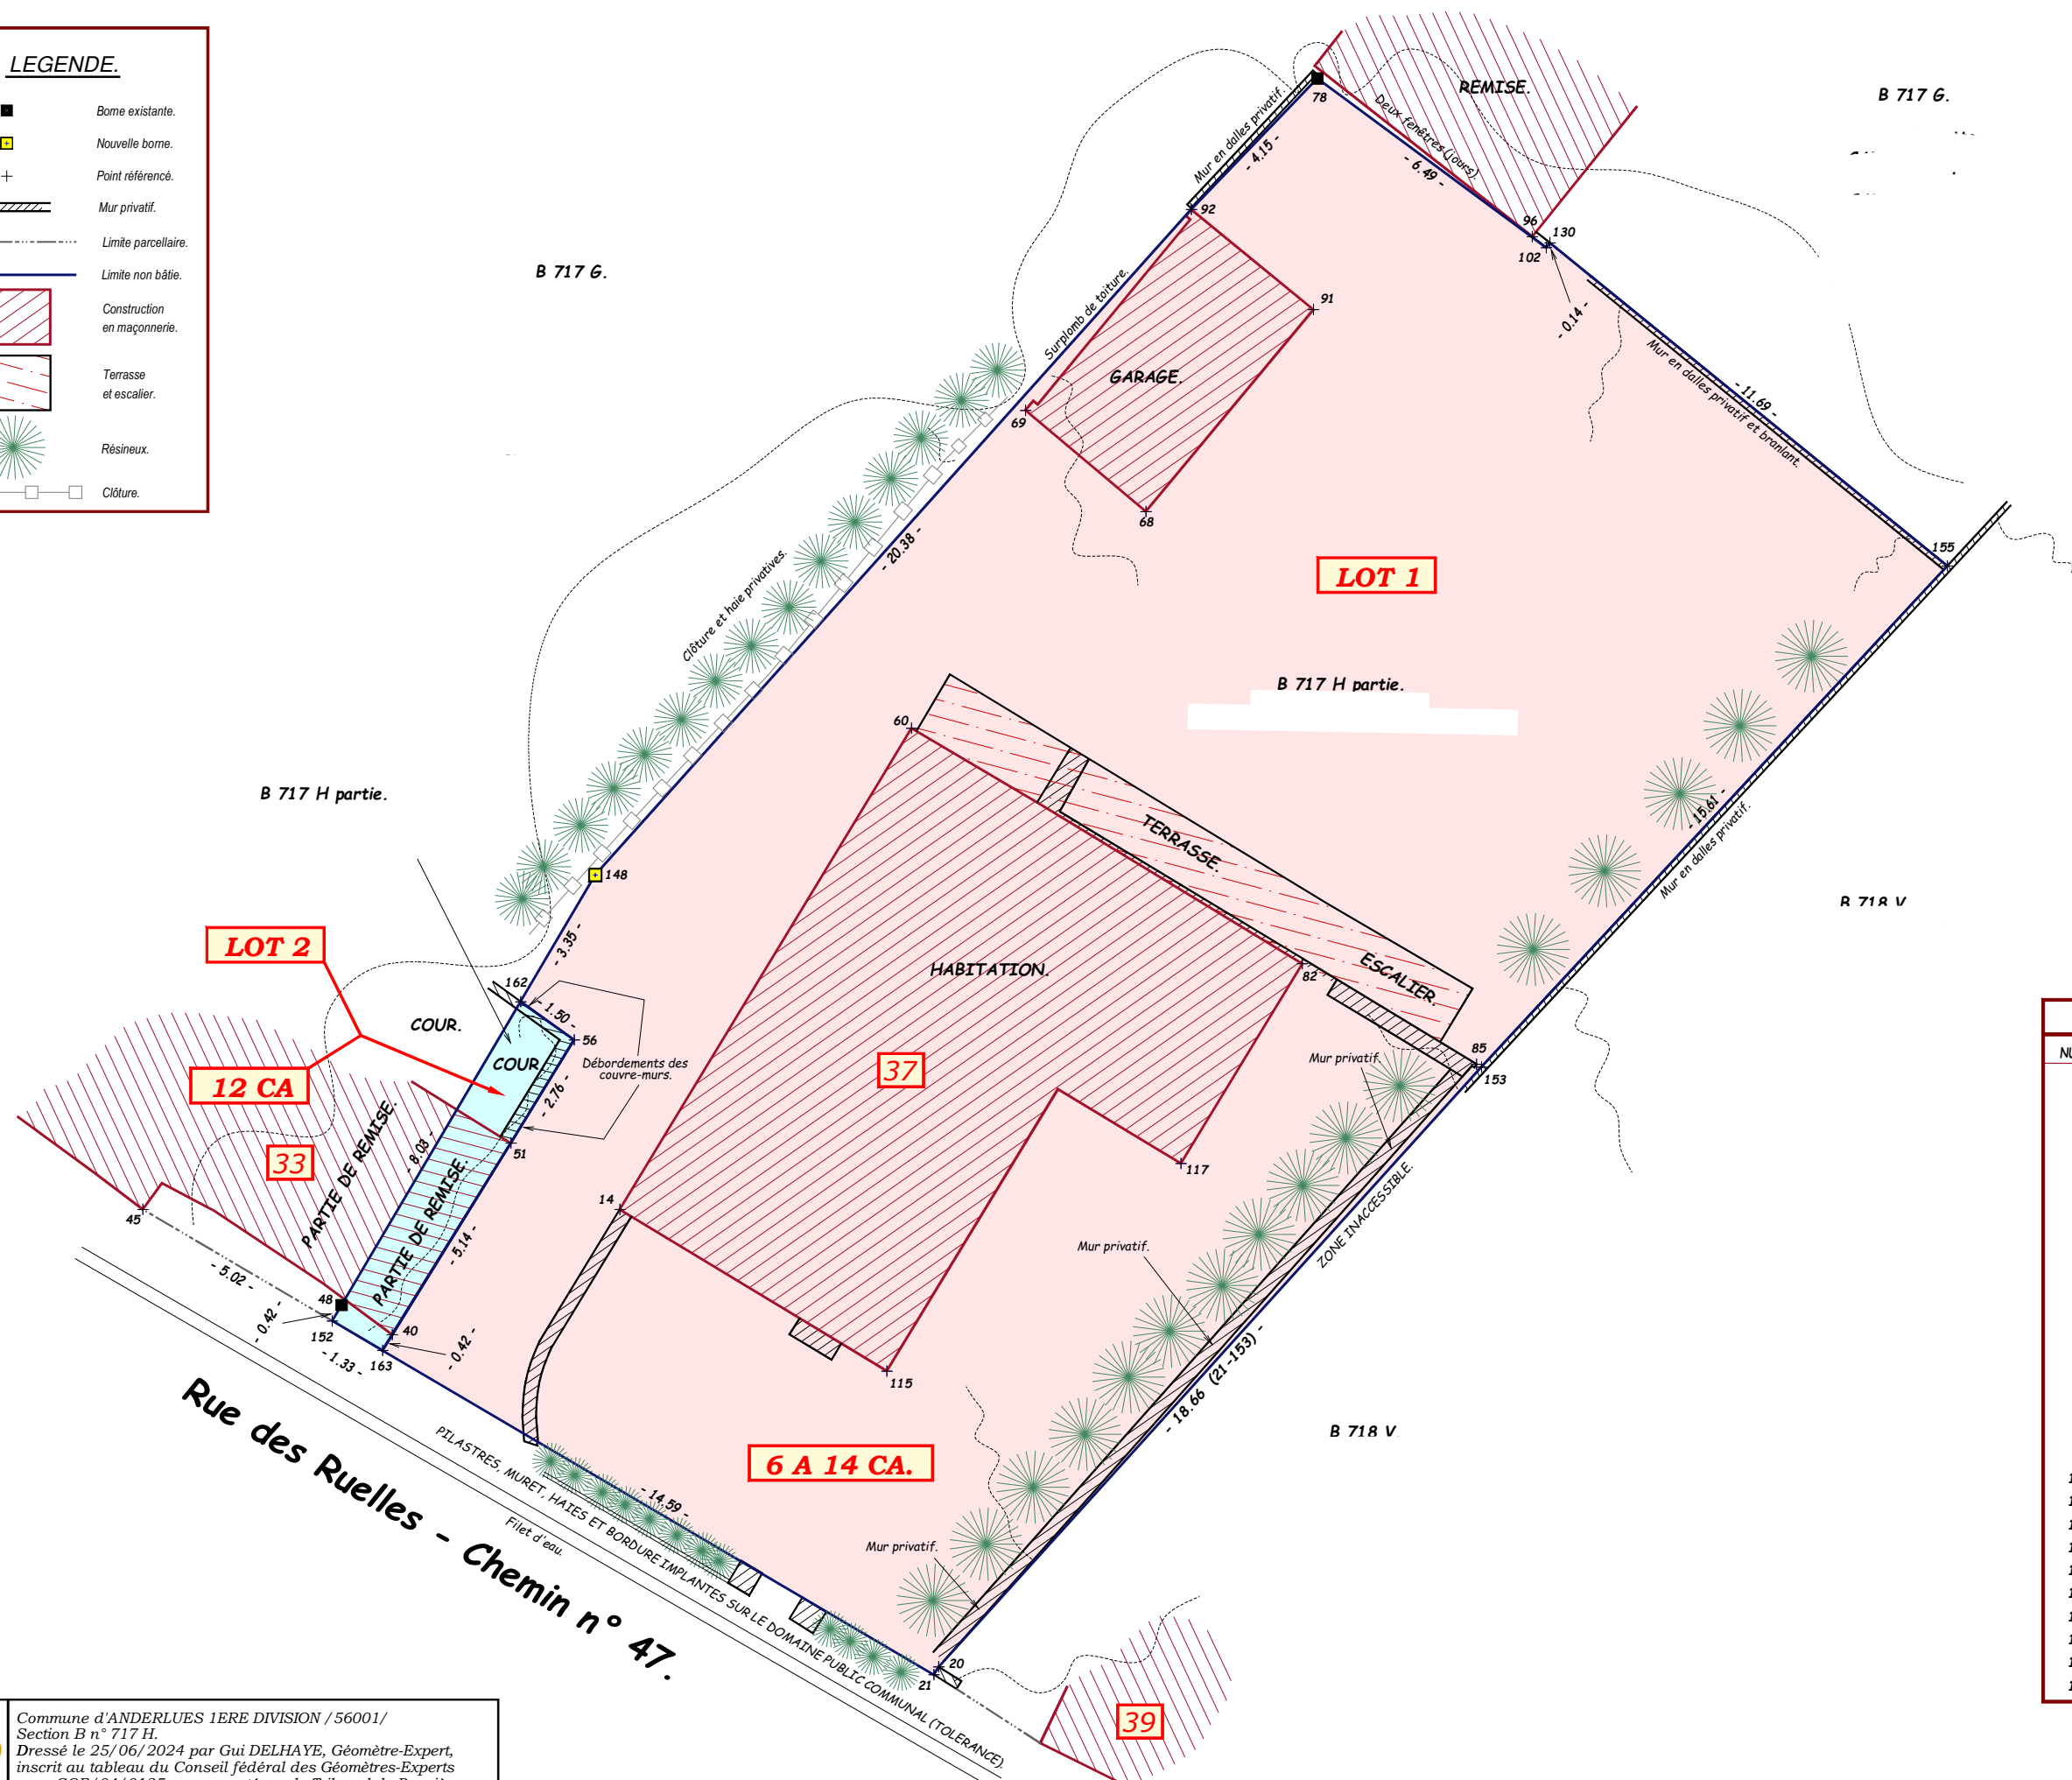 LEGENDE.
Borne existante.
Nouvelle borne.
Point référencé.
Mur privatif.
Limite parcellaire.
Limite non bâtie.
Construction
en maçonnerie.
Terrasse
et escalier.
Résineux.
Clôture.
REMISE.
B 717 G.
78
Mur en dalles privatif.
- 4.15 -
Deux fenêtres (jours).
- 6.49 -
92
96
130
102
- 0.14 -
B 717 G.
91
Surplomb de toiture.
GARAGE.
69
68
Mur en dalles privatif et branlant.
- 11.69 -
155
- 20.38 -
Clôture et haie privatives.
LOT 1
B 717 H partie.
60
B 717 H partie.
TERRASSE.
- 15.61 -
Mur en dalles privatif.
148
B 718 V
LOT 2
- 3.35 -
HABITATION.
82
ESCALIER.
162
- 1.50 -
56
COUR.
COUR.
Débordements des
couvre-murs.
37
85
153
Mur privatif.
12 CA
- 2.76 -
33
PARTIE DE REMISE.
- 8.03 -
51
PARTIE DE REMISE.
117
45
14
- 5.02 -
- 5.14 -
Mur privatif.
ZONE INACCESSIBLE.
48
- 0.42 -
152
40
- 0.42 -
- 1.33 -
163
115
- 18.66 (21-153) -
B 718 V
Rue des Ruelles - Chemin n° 47.
PILASTRES, MURET, HAIES ET BORDURE IMPLANTES SUR LE DOMAINE PUBLIC COMMUNAL (TOLERANCE).
Filet d'eau.
- 14.59 -
6 A 14 CA.
Mur privatif.
20
21
39
Commune d'ANDERLUES 1ERE DIVISION /56001/
Section B n° 717 H.
Dressé le 25/06/2024 par Gui DELHAYE, Géomètre-Expert,
inscrit au tableau du Conseil fédéral des Géomètres-Experts